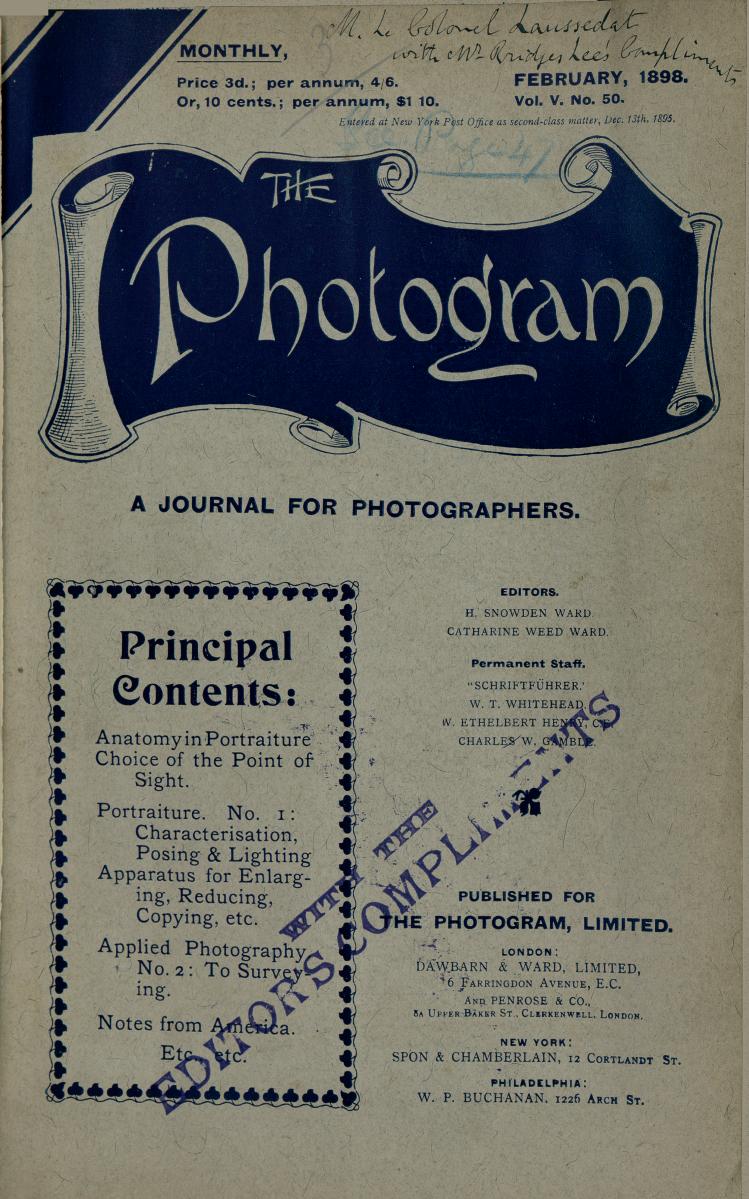 M. Le Colonel Laussedat
with Mr Bridges Lee's Compliments
MONTHLY,
Price 3d.; per annum, 4/6.
Or, 10 cents.; per annum, $1 10.
FEBRUARY, 1898.
Vol. V. No. 50.
Entered at New York Post Office as second-class matter, Dec. 13th, 1895.
THE
Photogram
A JOURNAL FOR PHOTOGRAPHERS.
Principal
Contents:
Anatomy in Portraiture
Choice of the Point of
Sight.
Portraiture. No. 1:
Characterisation,
Posing & Lighting
Apparatus for Enlarg-
ing, Reducing,
Copying, etc.
Applied Photography
No. 2: To Survey-
ing.
Notes from America.
Etc., etc.
EDITORS.
H. SNOWDEN WARD
CATHARINE WEED WARD.
Permanent Staff.
"SCHRIFTFÜHRER.'
W. T. WHITEHEAD.
W. ETHELBERT HENRY, C.E.
CHARLES W. GAMBLE.
WITH THE
EDITOR'S COMPLIMENTS
PUBLISHED FOR
THE PHOTOGRAM, LIMITED.
LONDON:
DAWBARN & WARD, LIMITED,
6 FARRINGDON AVENUE, E.C.
AND PENROSE & CO.,
8A UPPER BAKER ST., CLERKENWELL, LONDON.
NEW YORK:
SPON & CHAMBERLAIN, 12 CORTLANDT ST.
PHILADELPHIA:
W. P. BUCHANAN, 1226 ARCH ST.